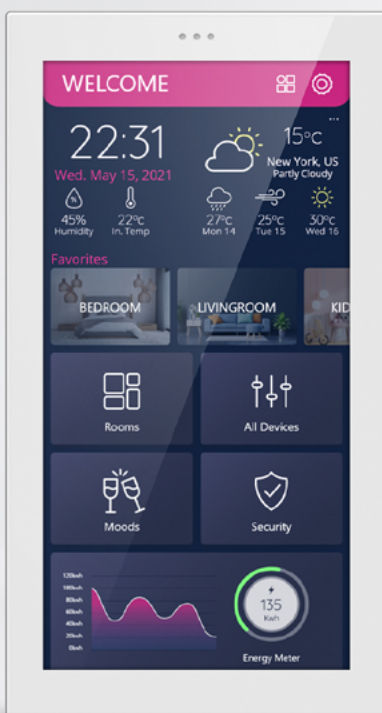 WELCOME
22:31
Wed. May 15, 2021
15°C
New York, US
Partly Cloudy
45%
Humidity
22°C
In. Temp
27°C
Mon 14
25°C
Tue 15
30°C
Wed 16
Favorites
BEDROOM
LIVINGROOM
KID
Rooms
All Devices
Moods
Security
120kwh
100kwh
80kwh
60kwh
40kwh
20kwh
0kwh
135
Kwh
Energy Meter